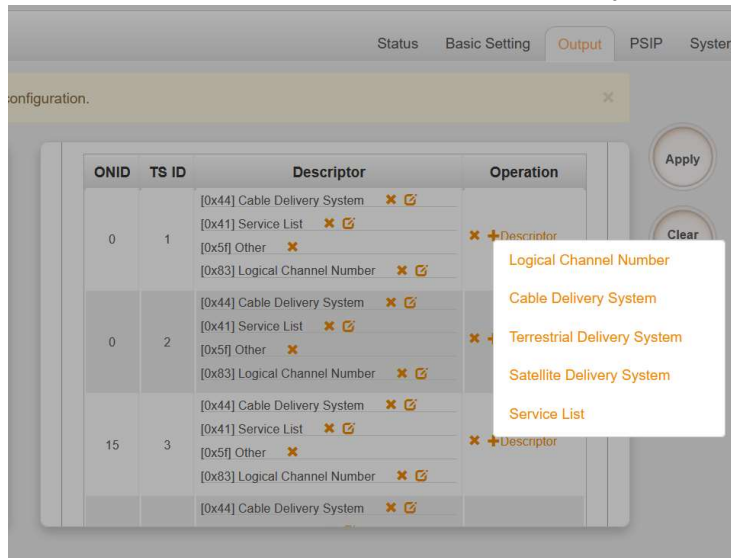 Status Basic Setting Output PSIP System
configuration.
ONID TS ID Descriptor Operation
Apply
[0x44] Cable Delivery System
[0x41] Service List
0 1 +Descriptor
[0x5f] Other
[0x83] Logical Channel Number
Clear
Logical Channel Number
Cable Delivery System
Terrestrial Delivery System
Satellite Delivery System
Service List
[0x44] Cable Delivery System
[0x41] Service List
0 2
[0x5f] Other
[0x83] Logical Channel Number
[0x44] Cable Delivery System
[0x41] Service List
15 3 +Descriptor
[0x5f] Other
[0x83] Logical Channel Number
[0x44] Cable Delivery System